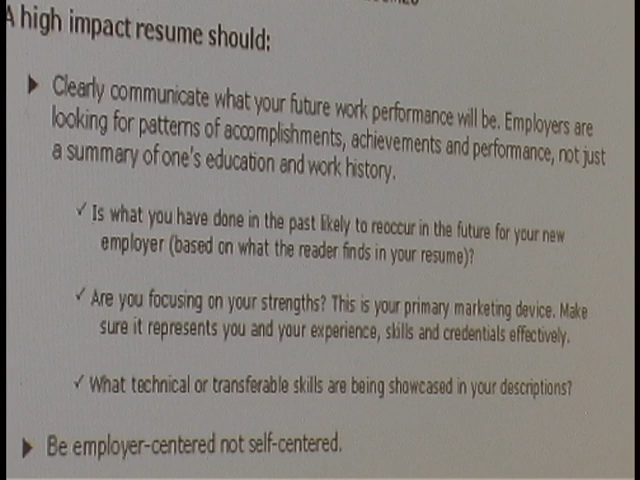 A high impact resume should:
▶ Clearly communicate what your future work performance will be. Employers are
looking for patterns of accomplishments, achievements and performance, not just
a summary of one's education and work history.
✓ Is what you have done in the past likely to reoccur in the future for your new
employer (based on what the reader finds in your resume)?
✓ Are you focusing on your strengths? This is your primary marketing device. Make
sure it represents you and your experience, skills and credentials effectively.
✓ What technical or transferable skills are being showcased in your descriptions?
▶ Be employer-centered not self-centered.